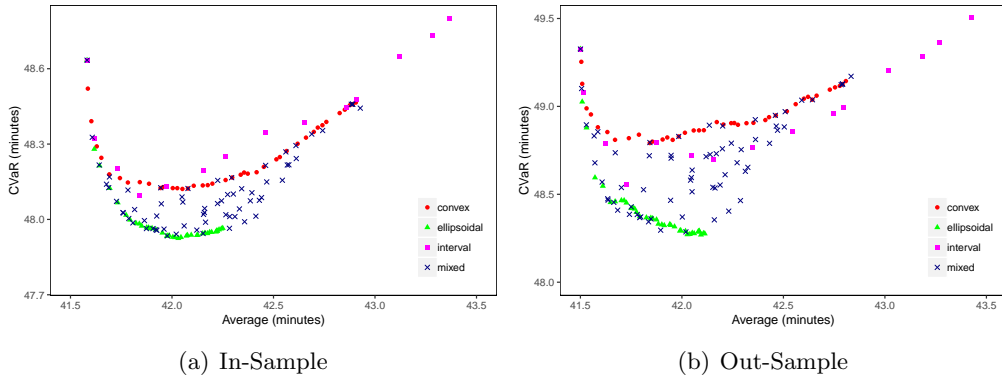 48.6
48.3
48.0
47.7
CVaR (minutes)
41.5 42.0 42.5 43.0 43.5
Average (minutes)
convex
ellipsoidal
interval
mixed
(a) In-Sample
49.5
49.0
48.5
48.0
CVaR (minutes)
41.5 42.0 42.5 43.0 43.5
Average (minutes)
convex
ellipsoidal
interval
mixed
(b) Out-Sample